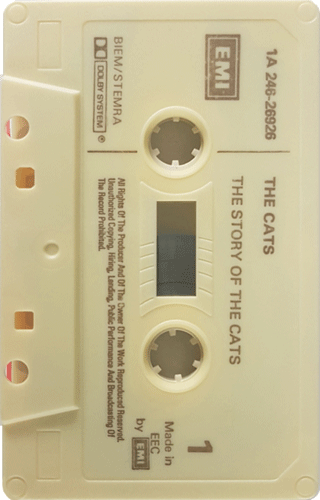 EMI
1A 246-26926
BIEM/STEMRA
DOLBY SYSTEM ®
THE CATS
THE STORY OF THE CATS
All Rights Of The Producer And Of The Owner Of The Work Reproduced Reserved.
Unauthorized Copying, Hiring, Lending, Public Performance And Broadcasting Of
The Record Prohibited.
1
Made in
EEC
by EMI